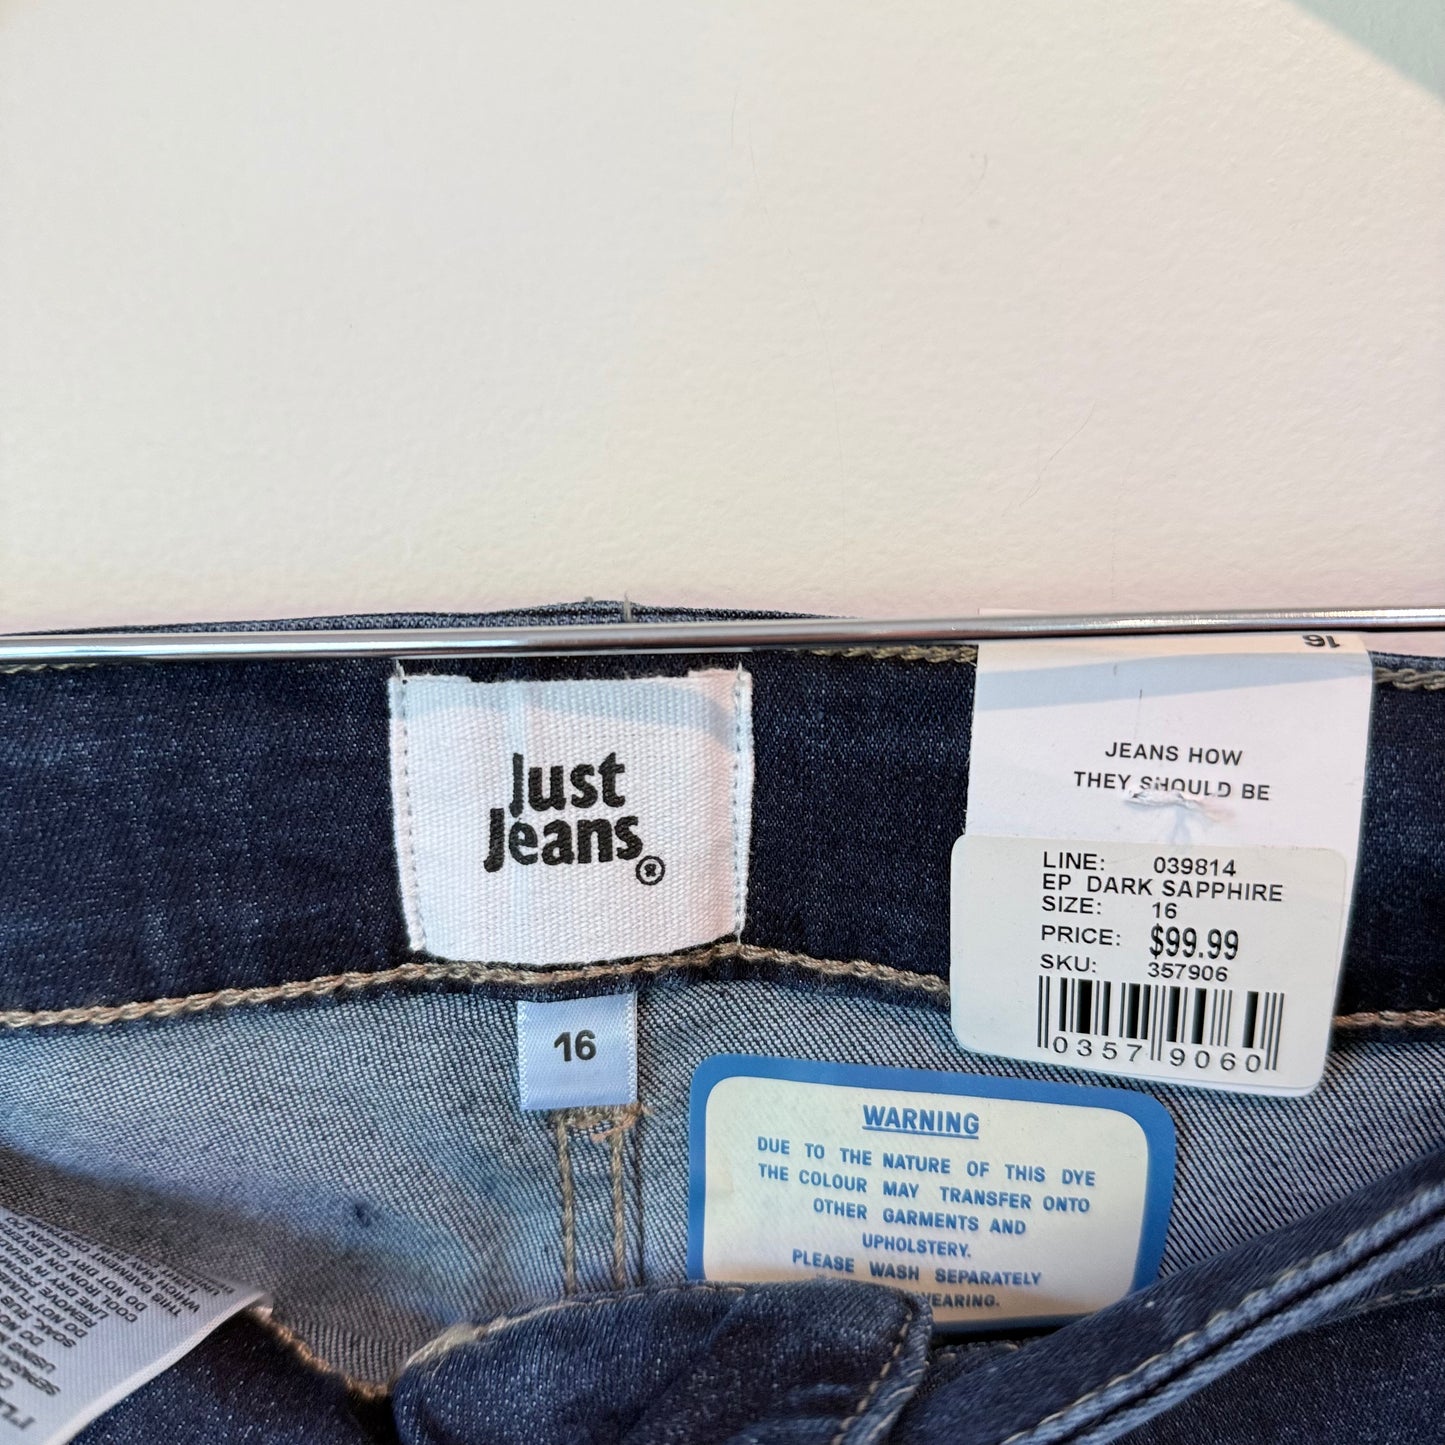 Just
Jeans
®
16
16
JEANS HOW
THEY SHOULD BE
LINE: 039814
EP DARK SAPPHIRE
SIZE: 16
PRICE: $99.99
SKU: 357906
0357 9060
WARNING
DUE TO THE NATURE OF THIS DYE
THE COLOUR MAY TRANSFER ONTO
OTHER GARMENTS AND
UPHOLSTERY.
PLEASE WASH SEPARATELY
WEARING.